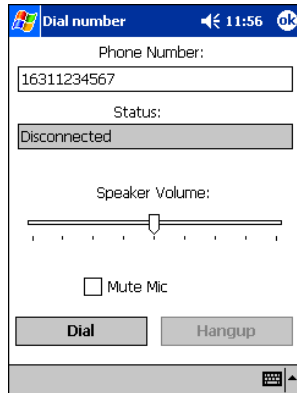 Dial number 11:56 ok
Phone Number:
16311234567
Status:
Disconnected
Speaker Volume:
Mute Mic
Dial Hangup